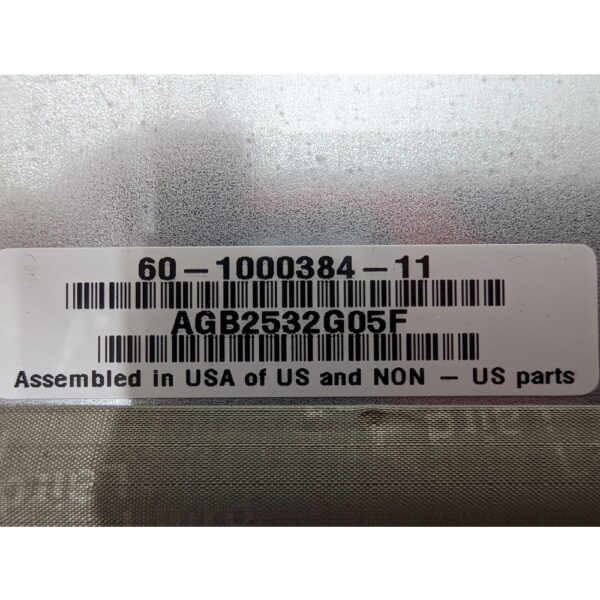 60-1000384-11
AGB2532G05F
Assembled in USA of US and NON - US parts